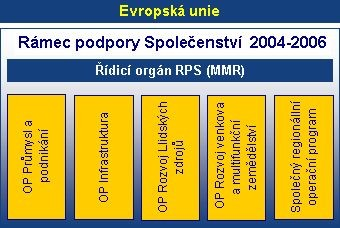 Evropská unie
Rámec podpory Společenství 2004-2006
Řídicí orgán RPS (MMR)
OP Průmysl a
podnikání
OP Infrastruktura
OP Rozvoj Llidských
zdrojů
OP Rozvoj venkova
a multifunkční
zemědělství
Společný regionální
operační program